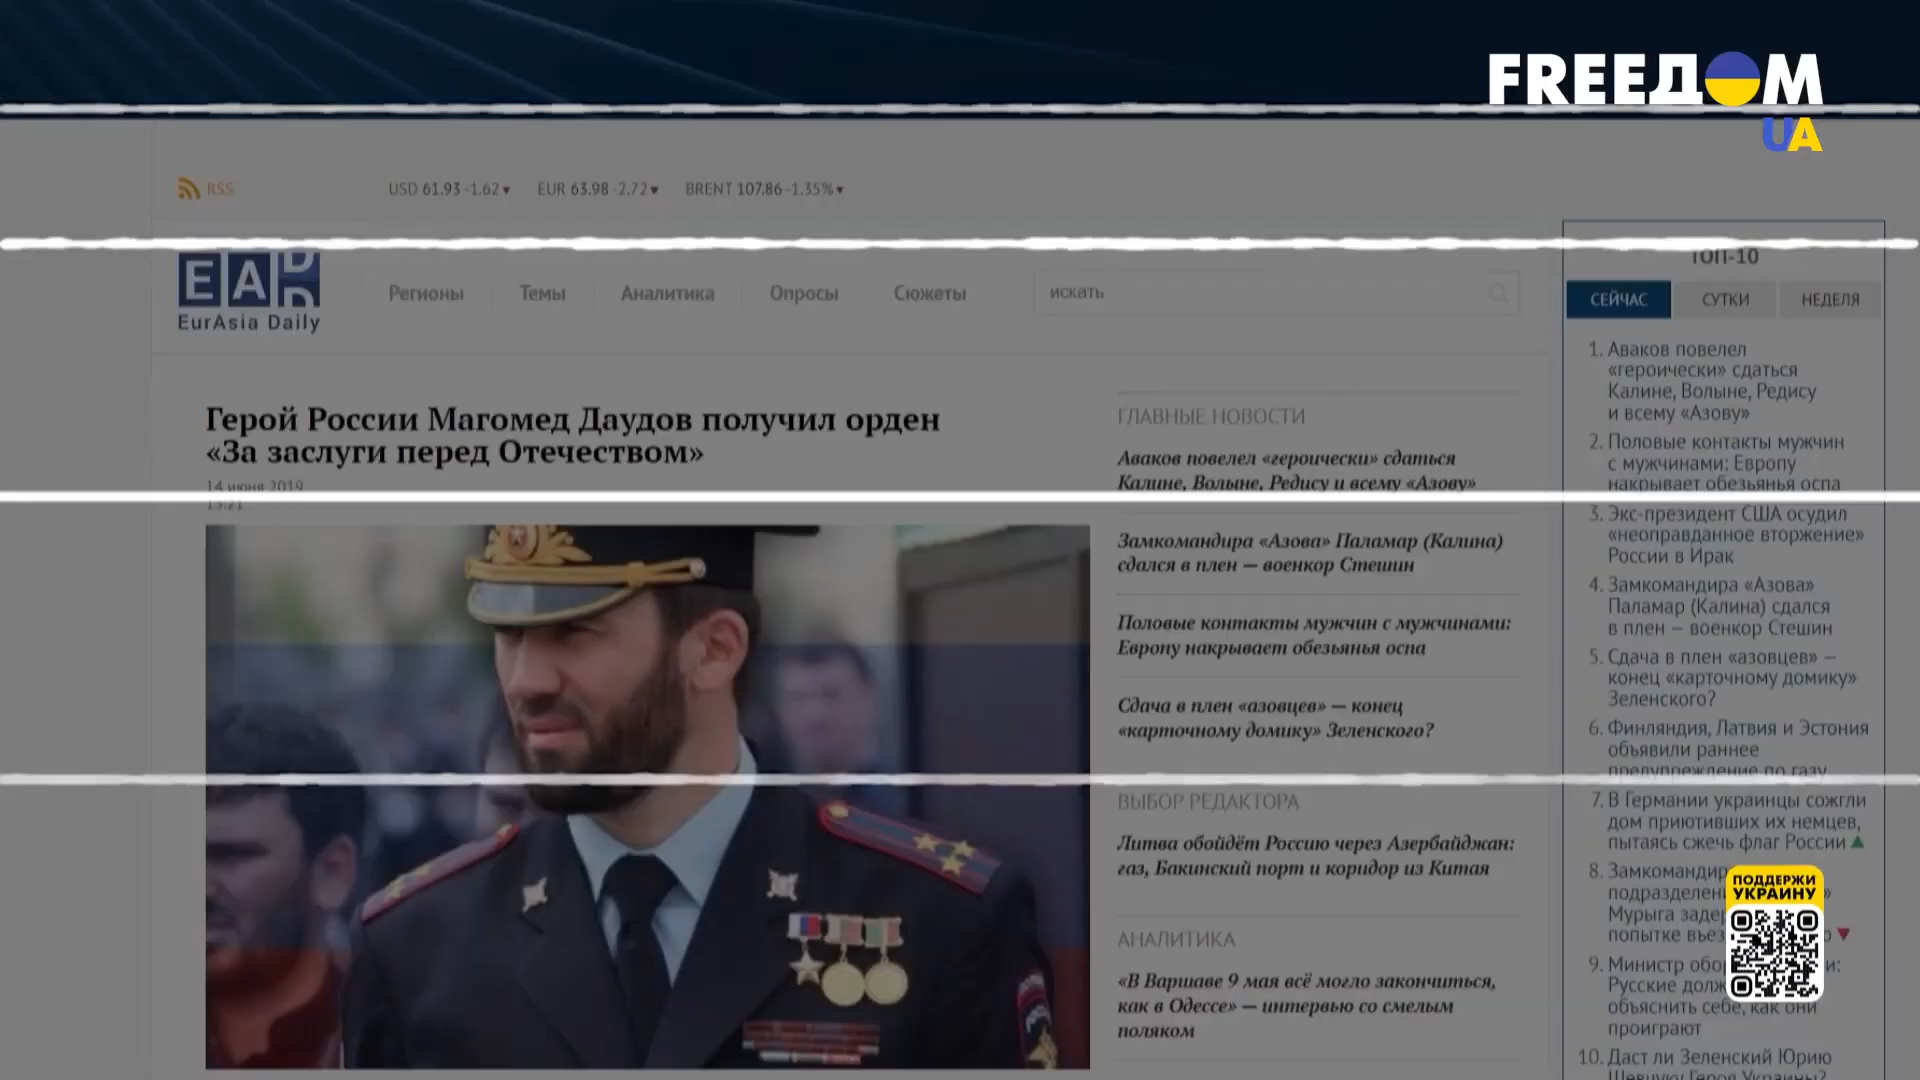 FREEДOM
UA
RSS
USD 61.93 -1.62
EUR 63.98 -2.72
BRENT 107.86 -1.35%
EAD
EurAsia Daily
Регионы
Темы
Аналитика
Опросы
Сюжеты
искать
Герой России Магомед Даудов получил орден
«За заслуги перед Отечеством»
14 июня 2019
ГЛАВНЫЕ НОВОСТИ
Аваков повелел «героически» сдаться
Калине, Волыне, Редису и всему «Азову»
Замкомандира «Азова» Паламар (Калина)
сдался в плен — военкор Стешин
Половые контакты мужчин с мужчинами:
Европу накрывает обезьянья оспа
Сдача в плен «азовцев» — конец
«карточному домику» Зеленского?
ВЫБОР РЕДАКТОРА
Литва обойдёт Россию через Азербайджан:
газ, Бакинский порт и коридор из Китая
АНАЛИТИКА
«В Варшаве 9 мая всё могло закончиться,
как в Одессе» — интервью со смелым
поляком
ТОП-10
СЕЙЧАС
СУТКИ
НЕДЕЛЯ
1. Аваков повелел
«героически» сдаться
Калине, Волыне, Редису
и всему «Азову»
2. Половые контакты мужчин
с мужчинами: Европу
накрывает обезьянья оспа
3. Экс-президент США осудил
«неоправданное вторжение»
России в Ирак
4. Замкомандира «Азова»
Паламар (Калина) сдался
в плен — военкор Стешин
5. Сдача в плен «азовцев» —
конец «карточному домику»
Зеленского?
6. Финляндия, Латвия и Эстония
объявили раннее
предупреждение по газу
7. В Германии украинцы сожгли
дом приютивших их немцев,
пытаясь сжечь флаг России
8.
Мурыга
попытке
9. Министр
Русские
объяснить себе, как они
проиграют
10. Даст ли Зеленский Юрию
Шевчуку Героя Украины?
ПОДДЕРЖИ
УКРАИНУ